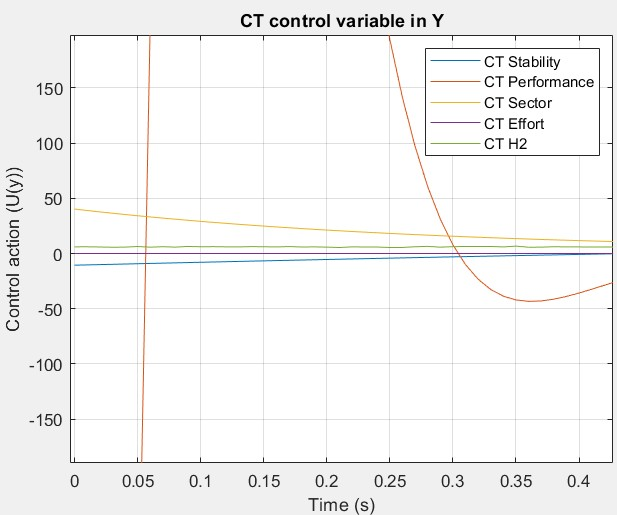 CT control variable in Y
Control action (U(y))
150
100
50
0
-50
-100
-150
CT Stability
CT Performance
CT Sector
CT Effort
CT H2
0
0.05
0.1
0.15
0.2
0.25
0.3
0.35
0.4
Time (s)